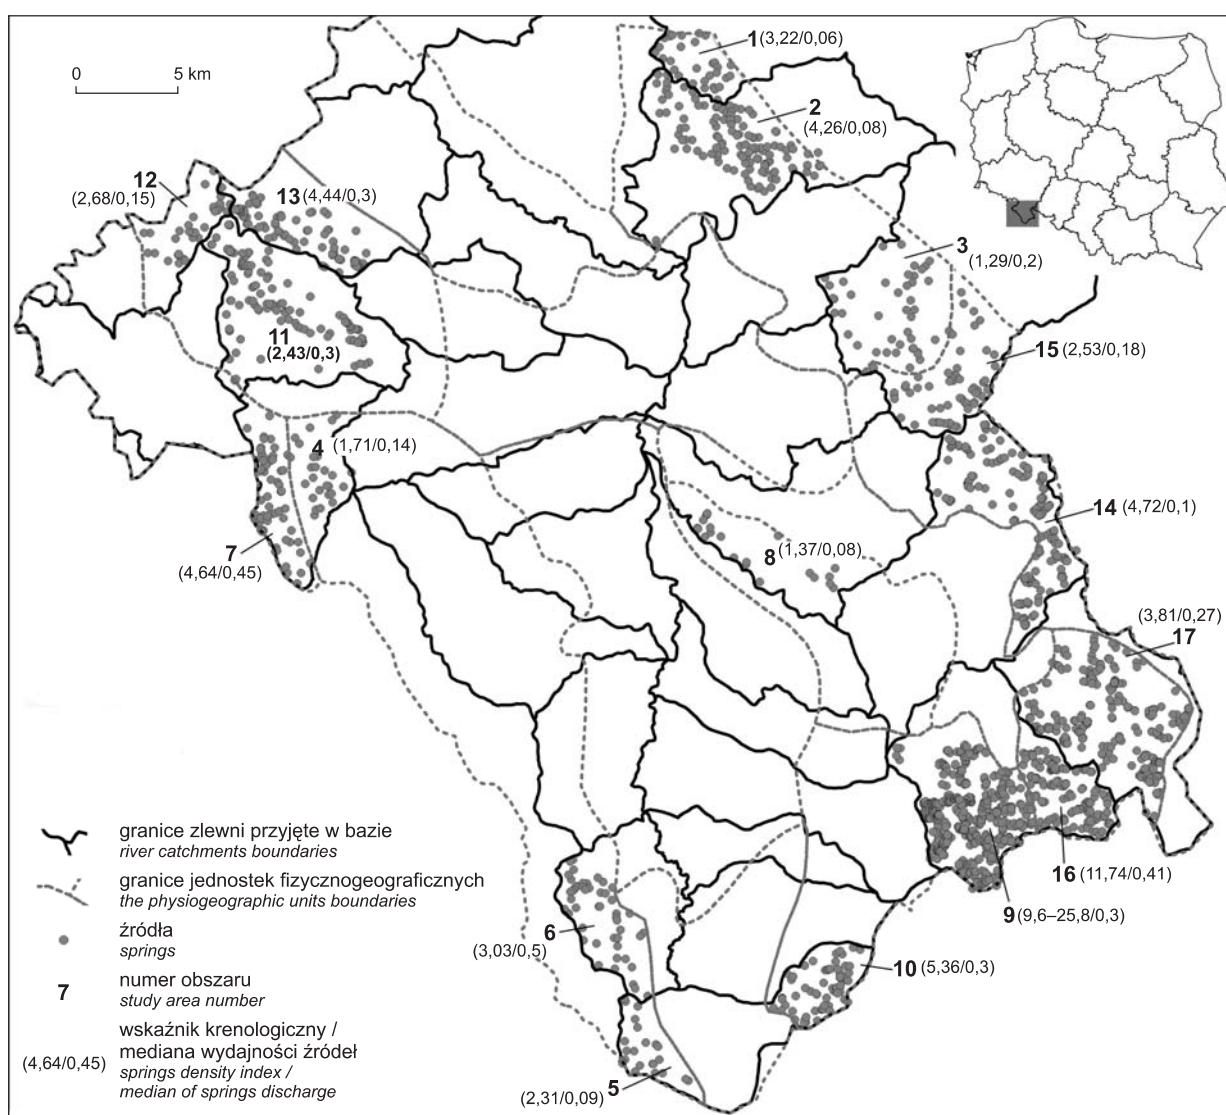 0 5 km
1 (3,22/0,06)
2
(4,26/0,08)
12
(2,68/0,15)
13 (4,44/0,3)
3
(1,29/0,2)
11
(2,43/0,3)
15 (2,53/0,18)
4 (1,71/0,14)
14 (4,72/0,1)
7
(4,64/0,45)
8 (1,37/0,08)
(3,81/0,27)
17
16 (11,74/0,41)
9 (9,6–25,8/0,3)
6
(3,03/0,5)
10 (5,36/0,3)
5
(2,31/0,09)
granice zlewni przyjęte w bazie
river catchments boundaries
granice jednostek fizycznogeograficznych
the physiogeographic units boundaries
źródła
springs
7 numer obszaru
study area number
wskaźnik krenologiczny /
(4,64/0,45) mediana wydajności źródeł
springs density index /
median of springs discharge